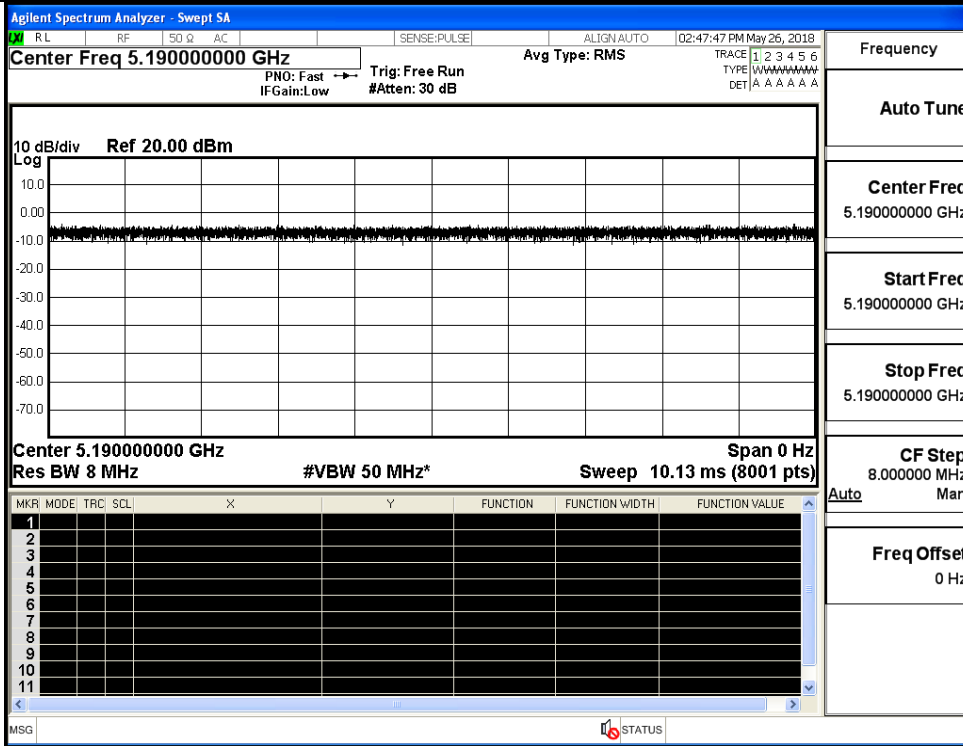 Agilent Spectrum Analyzer - Swept SA
LXI RL RF 50 Ω AC SENSE:PULSE ALIGN AUTO 02:47:47 PM May 26, 2018
Center Freq 5.190000000 GHz
PNO: Fast
IFGain:Low
Trig: Free Run
#Atten: 30 dB
Avg Type: RMS
TRACE 1 2 3 4 5 6
TYPE WWWWWW
DET A A A A A A
10 dB/div Ref 20.00 dBm
Log
10.0
0.00
-10.0
-20.0
-30.0
-40.0
-50.0
-60.0
-70.0
Center 5.190000000 GHz Span 0 Hz
Res BW 8 MHz #VBW 50 MHz* Sweep 10.13 ms (8001 pts)
MKR MODE TRC SCL X Y FUNCTION FUNCTION WIDTH FUNCTION VALUE
1
2
3
4
5
6
7
8
9
10
11
MSG STATUS
Frequency
Auto Tune
Center Freq
5.190000000 GHz
Start Freq
5.190000000 GHz
Stop Freq
5.190000000 GHz
CF Step
8.000000 MHz
Auto Man
Freq Offset
0 Hz